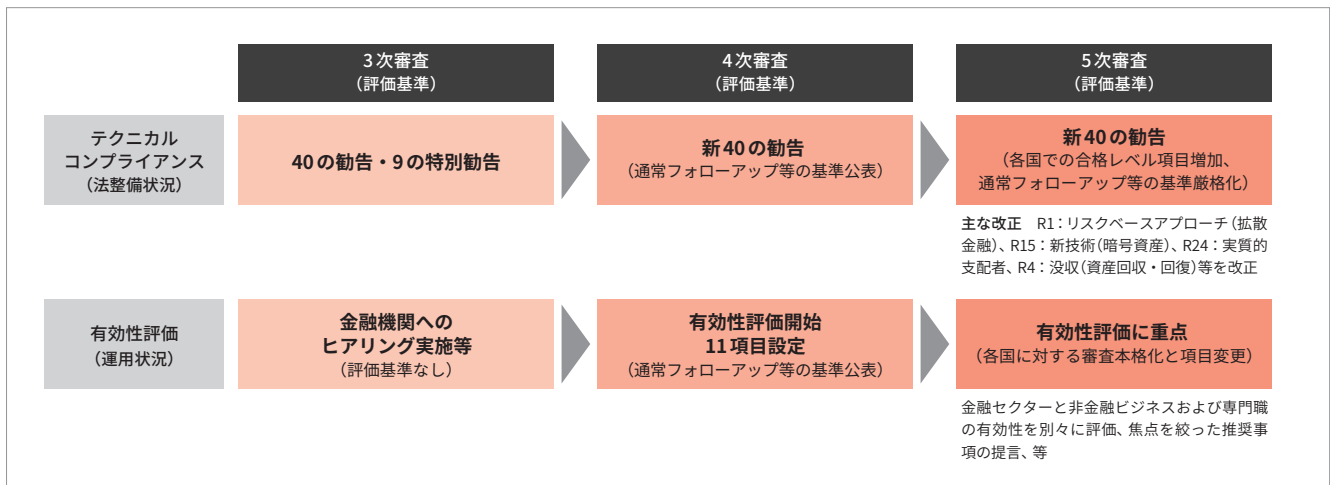 3次審査
（評価基準）
4次審査
（評価基準）
5次審査
（評価基準）
テクニカル
コンプライアンス
（法整備状況）
40の勧告・9の特別勧告
新40の勧告
（通常フォローアップ等の基準公表）
新40の勧告
（各国での合格レベル項目増加、
通常フォローアップ等の基準厳格化）
主な改正　R1：リスクベースアプローチ（拡散
金融）、R15：新技術（暗号資産）、R24：実質的
支配者、R4：没収（資産回収・回復）等を改正
有効性評価
（運用状況）
金融機関への
ヒアリング実施等
（評価基準なし）
有効性評価開始
11項目設定
（通常フォローアップ等の基準公表）
有効性評価に重点
（各国に対する審査本格化と項目変更）
金融セクターと非金融ビジネスおよび専門職
の有効性を別々に評価、焦点を絞った推奨事
項の提言、等